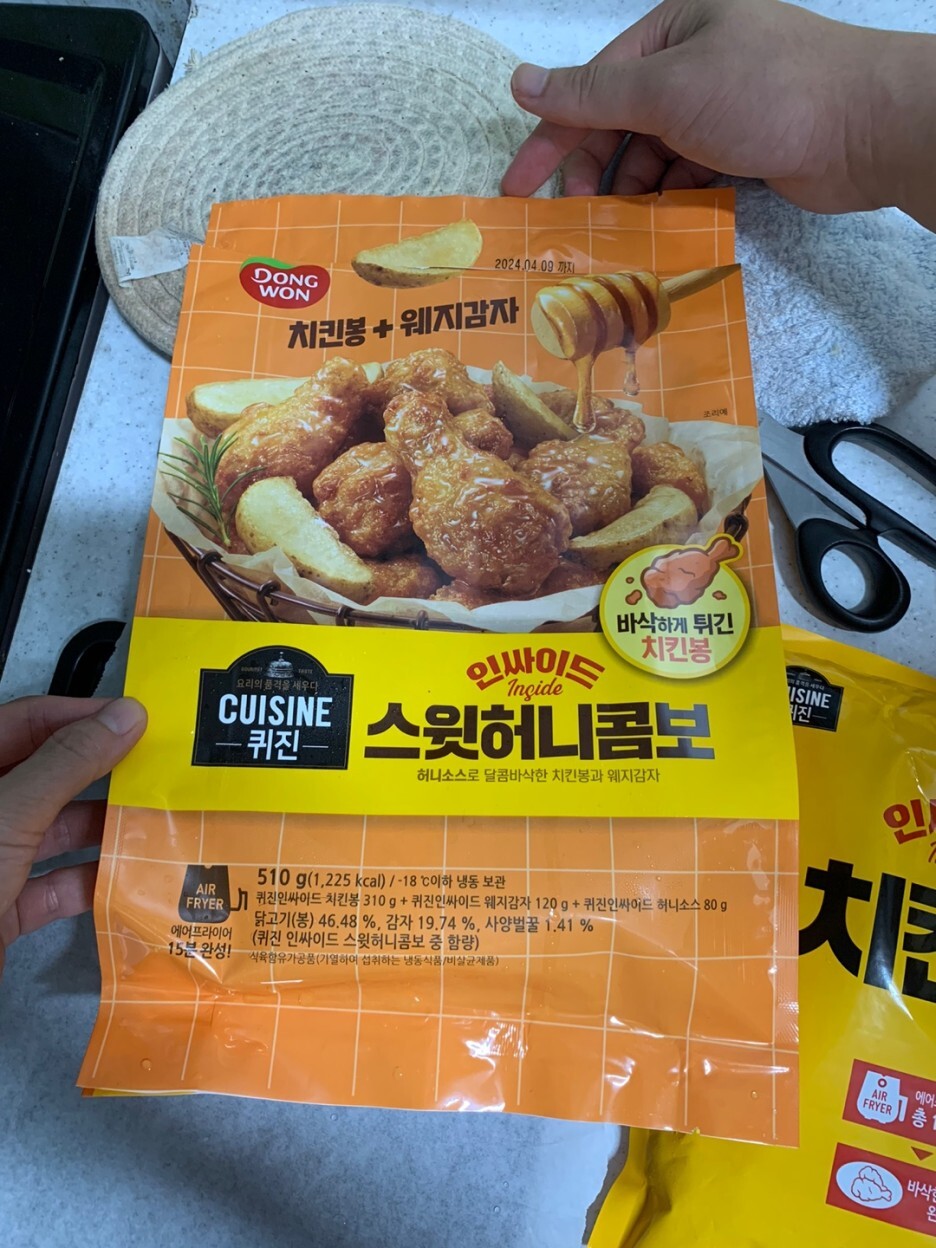 DONG
WON
2024.04.09 까지
치킨봉 + 웨지감자
코리에
바삭하게 튀긴
치킨봉
요리의 품격을 세우다
CUISINE
퀴진
인싸이드
Inside
스윗허니콤보
허니소스로 달콤바삭한 치킨봉과 웨지감자
AIR
FRYER
에어프라이어
15분 완성!
510 g(1,225 kcal) / -18 ℃이하 냉동 보관
퀴진인싸이드 치킨봉 310 g + 퀴진인싸이드 웨지감자 120 g + 퀴진인싸이드 허니소스 80 g
닭고기(봉) 46.48 %, 감자 19.74 %, 사양벌꿀 1.41 %
(퀴진 인싸이드 스윗허니콤보 중 함량)
식육함유가공품(가열하여 섭취하는 냉동식품/비살균제품)
AIR
FRYER